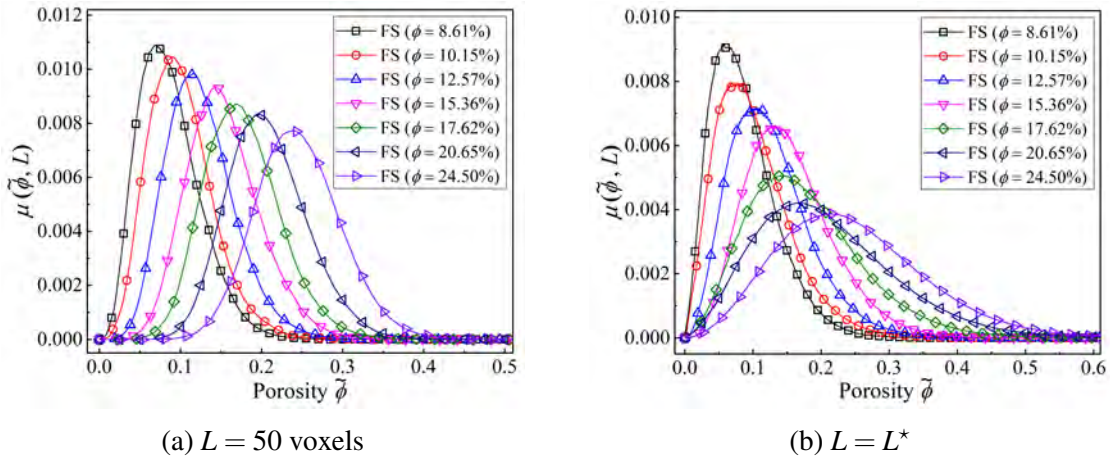 0.012
0.010
0.008
0.006
0.004
0.002
0.000
μ (ϕ̃, L)
FS (ϕ = 8.61%)
FS (ϕ = 10.15%)
FS (ϕ = 12.57%)
FS (ϕ = 15.36%)
FS (ϕ = 17.62%)
FS (ϕ = 20.65%)
FS (ϕ = 24.50%)
0.0 0.1 0.2 0.3 0.4 0.5
Porosity ϕ̃
(a) L = 50 voxels
0.010
0.008
0.006
0.004
0.002
0.000
μ (ϕ̃, L)
FS (ϕ = 8.61%)
FS (ϕ = 10.15%)
FS (ϕ = 12.57%)
FS (ϕ = 15.36%)
FS (ϕ = 17.62%)
FS (ϕ = 20.65%)
FS (ϕ = 24.50%)
0.0 0.1 0.2 0.3 0.4 0.5 0.6
Porosity ϕ̃
(b) L = L⋆